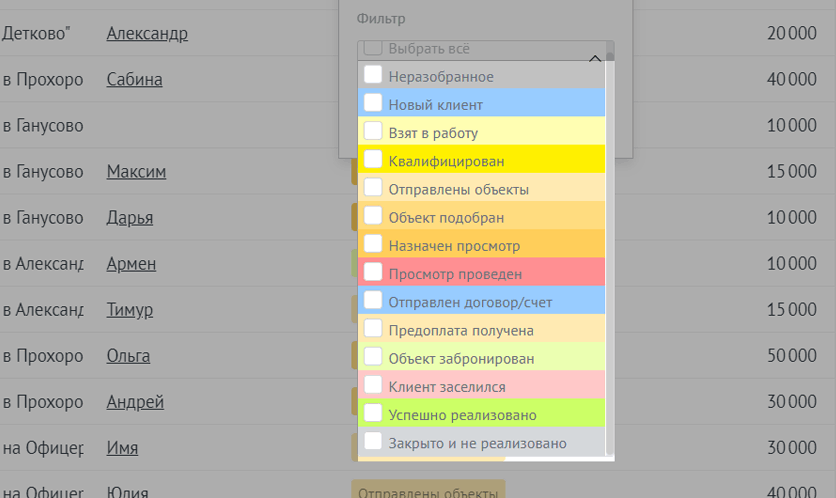 Фильтр
Детково" Александр 20 000
Выбрать всё
в Прохоро Сабина 40 000
Неразобранное
Новый клиент
в Ганусово 10 000
Взят в работу
Квалифицирован
в Ганусово Максим 15 000
Отправлены объекты
в Ганусово Дарья 10 000
Объект подобран
Назначен просмотр
в Александ Армен 10 000
Просмотр проведен
Отправлен договор/счет
в Александ Тимур 15 000
Предоплата получена
в Прохоро Ольга 50 000
Объект забронирован
Клиент заселился
в Прохоро Андрей 30 000
Успешно реализовано
Закрыто и не реализовано
на Офицер Имя 30 000
на Офицер Юлия Отправлены объекты 40 000